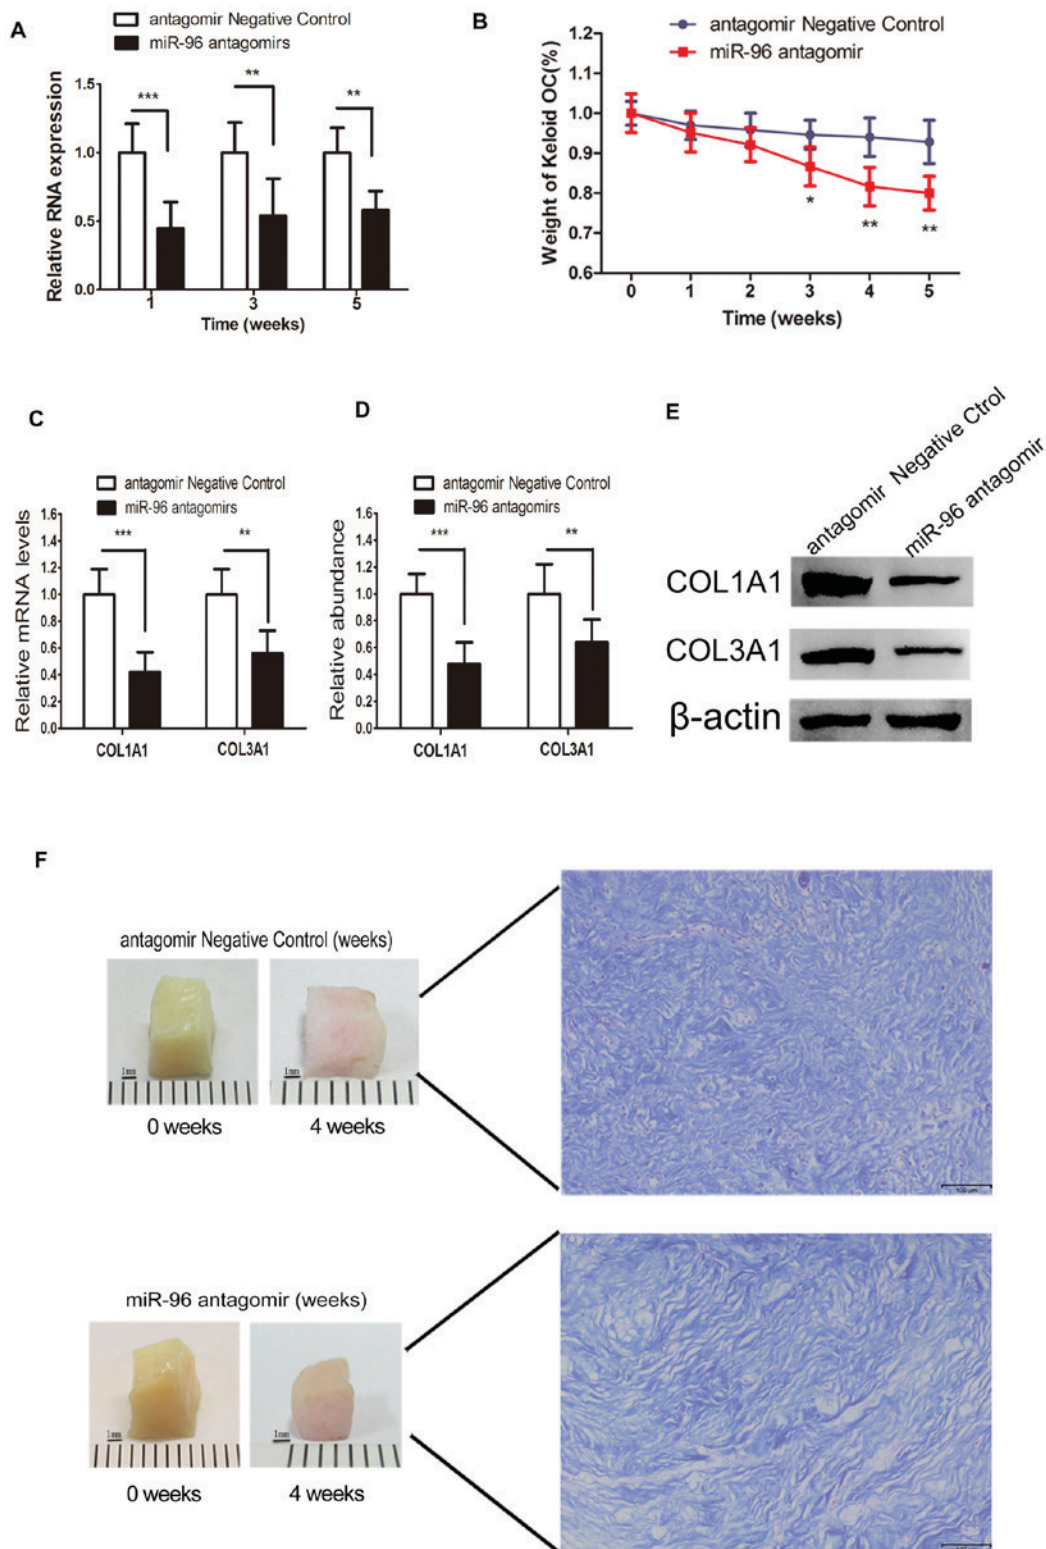 A
antagomir Negative Control
miR-96 antagomirs
Relative RNA expression
1.5
1.0
0.5
0.0
***
**
**
1
3
5
Time (weeks)
B
antagomir Negative Control
miR-96 antagomir
Weight of Keloid OC(%)
1.2
1.0
0.9
0.8
0.7
0.6
*
**
**
0
1
2
3
4
5
Time (weeks)
C
antagomir Negative Control
miR-96 antagomirs
Relative mRNA levels
1.6
1.4
1.2
1.0
0.8
0.6
0.4
0.2
0.0
***
**
COL1A1
COL3A1
D
antagomir Negative Control
miR-96 antagomirs
Relative abundance
1.6
1.4
1.2
1.0
0.8
0.6
0.4
0.2
0.0
***
**
COL1A1
COL3A1
E
antagomir Negative Ctrol
miR-96 antagomir
COL1A1
COL3A1
β-actin
F
antagomir Negative Control (weeks)
1mm
1mm
0 weeks
4 weeks
100 μm
miR-96 antagomir (weeks)
1mm
1mm
0 weeks
4 weeks